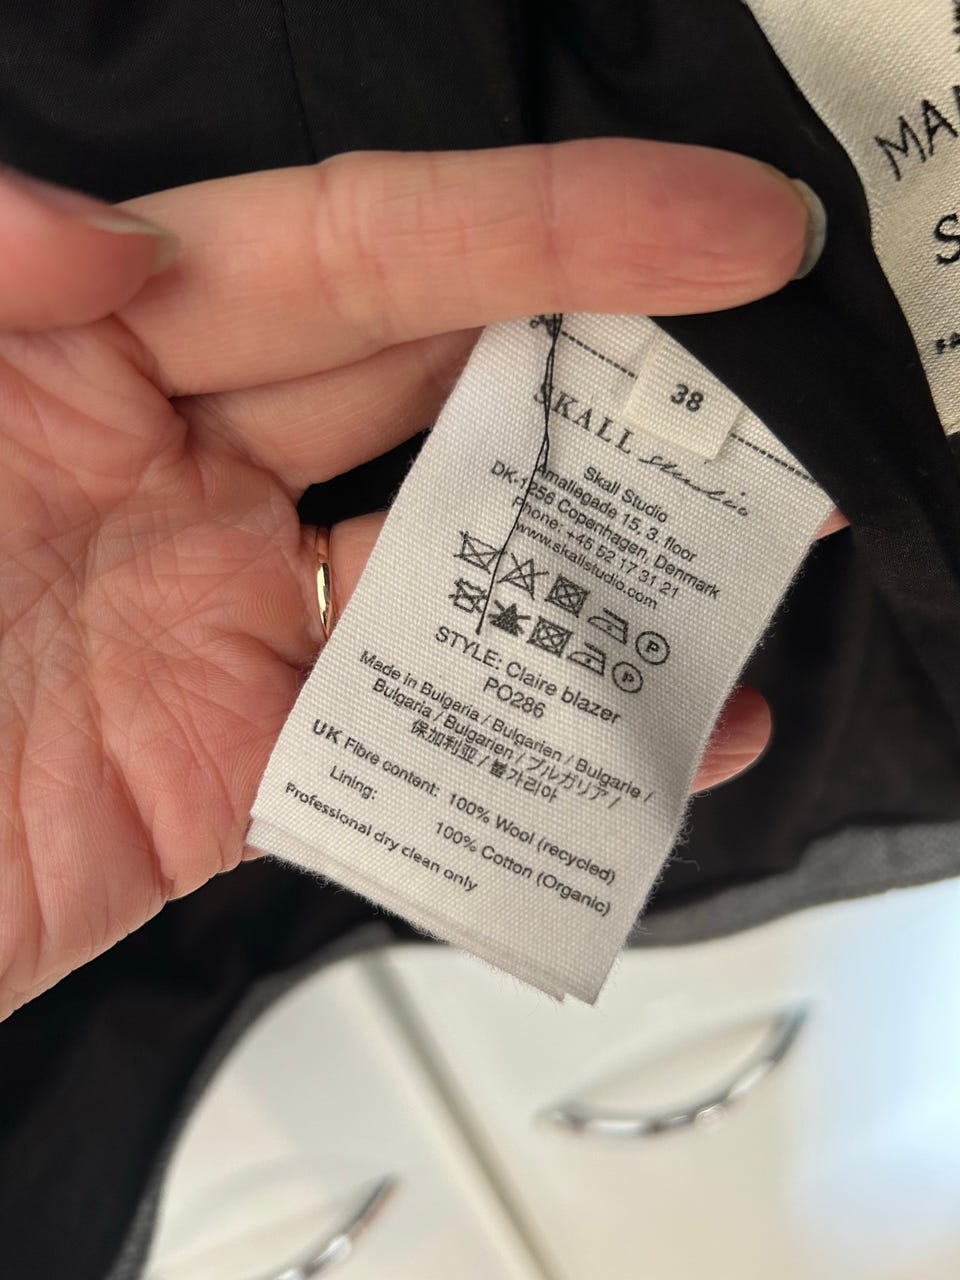 38
SKALL studio
Skall Studio
Amaliegade 15, 3. floor
DK-1256 Copenhagen, Denmark
Phone: +45 52 17 31 21
www.skallstudio.com
P
P
STYLE: Claire blazer
PO286
Made in Bulgaria / Bulgarien / Bulgarie /
Bulgaria / Bulgarien / ブルガリア /
保加利亚 / 불가리아
UK Fibre content: 100% Wool (recycled)
Lining: 100% Cotton (Organic)
Professional dry clean only